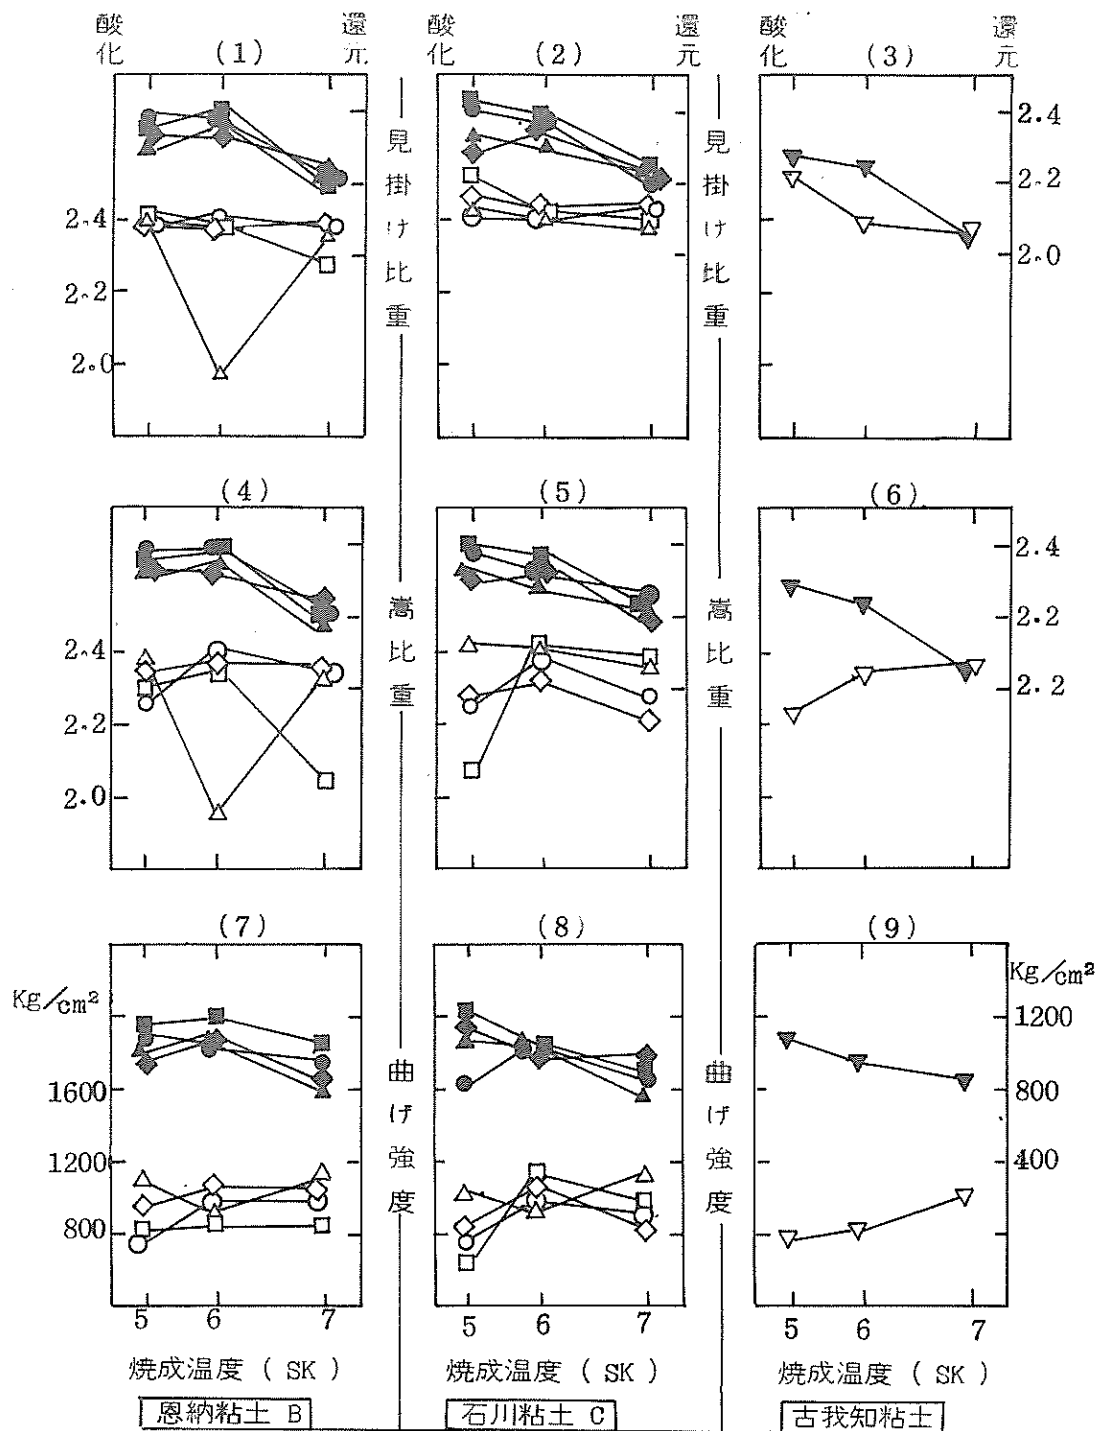 酸化 (1) 還元 酸化 (2) 還元 酸化 (3) 還元
見掛け比重
見掛け比重
2.4
2.2
2.0
2.4
2.2
2.0
(4) (5) (6)
嵩比重
嵩比重
2.4
2.2
2.0
2.4
2.2
2.2
(7) (8) (9)
Kg/cm²
1600
1200
800
曲げ強度
曲げ強度
Kg/cm²
1200
800
400
5 6 7 5 6 7 5 6 7
焼成温度 ( SK ) 焼成温度 ( SK ) 焼成温度 ( SK )
恩納粘土 B 石川粘土 C 古我知粘土